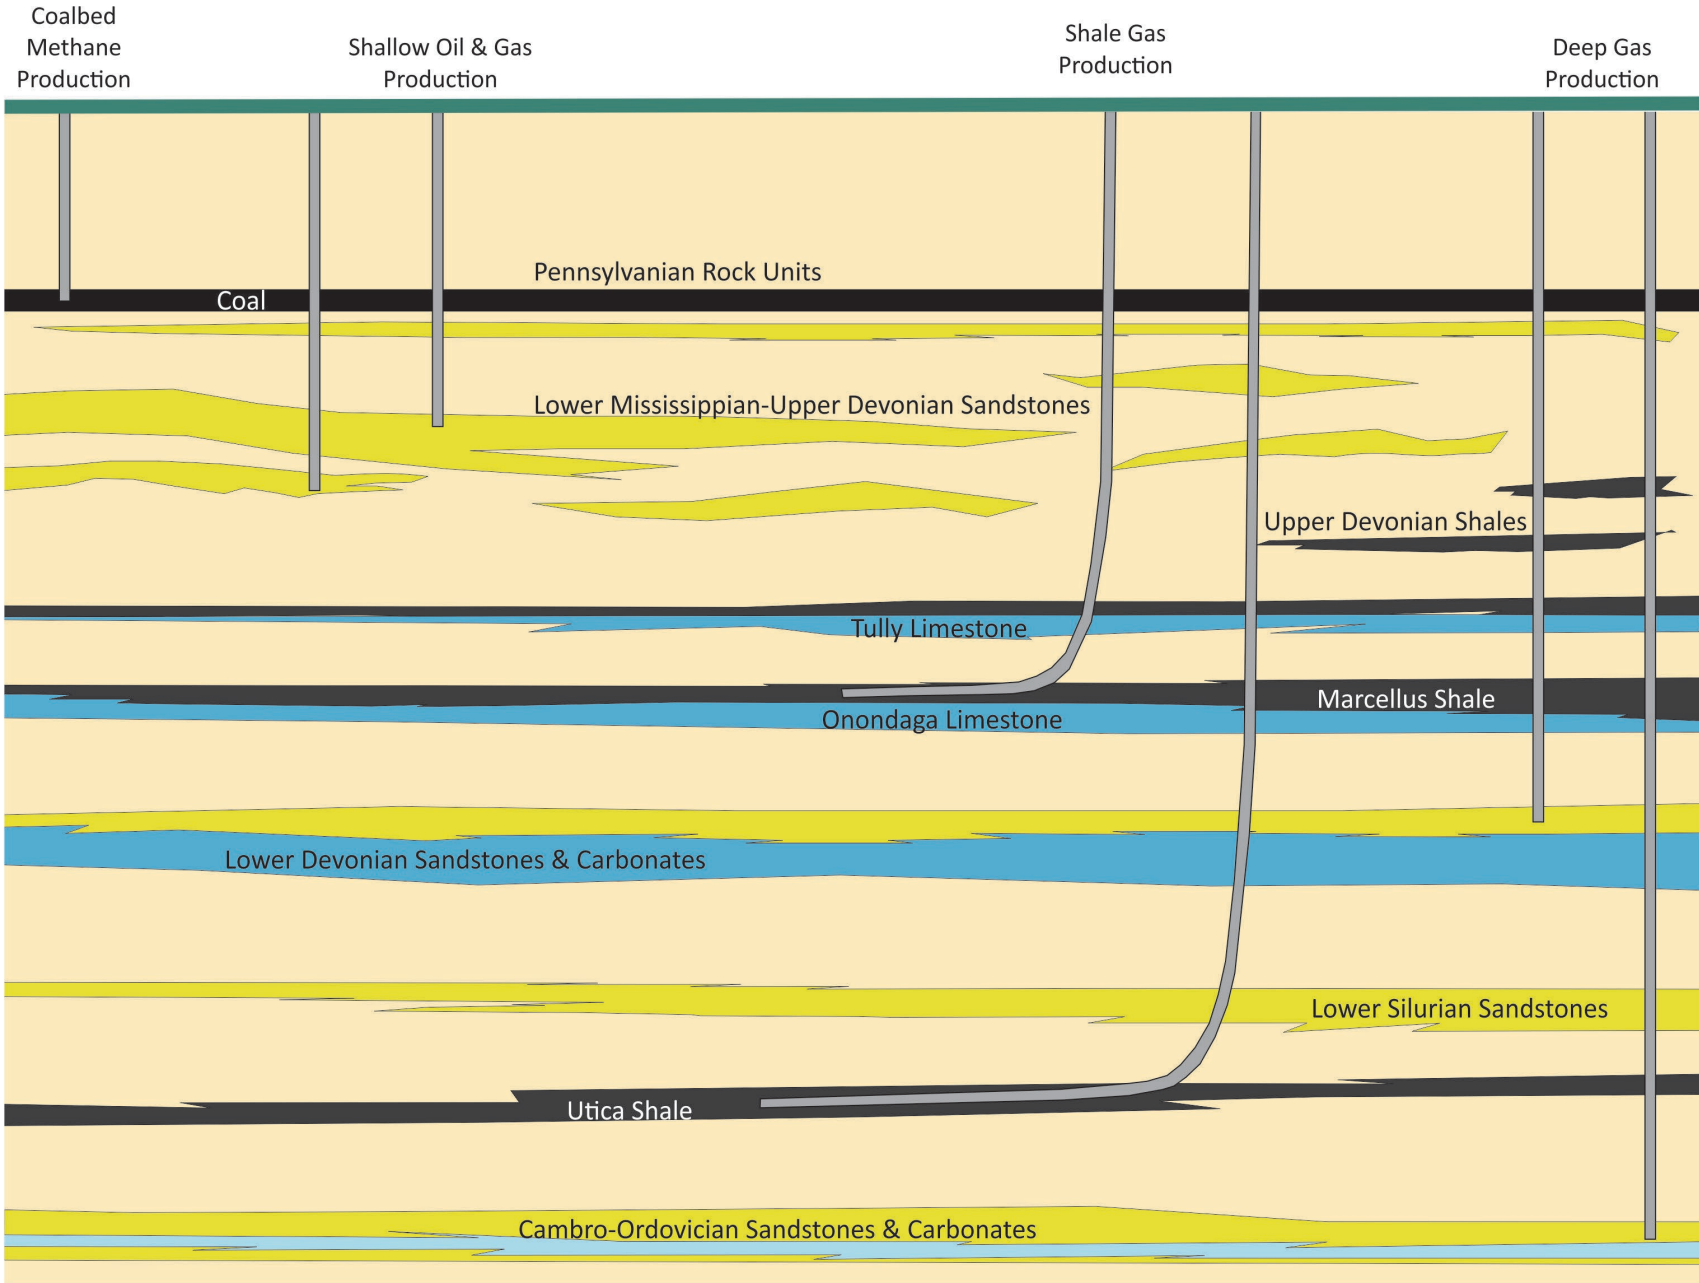 Coalbed
Methane
Production
Shallow Oil & Gas
Production
Shale Gas
Production
Deep Gas
Production
Pennsylvanian Rock Units
Coal
Lower Mississippian-Upper Devonian Sandstones
Upper Devonian Shales
Tully Limestone
Marcellus Shale
Onondaga Limestone
Lower Devonian Sandstones & Carbonates
Lower Silurian Sandstones
Utica Shale
Cambro-Ordovician Sandstones & Carbonates